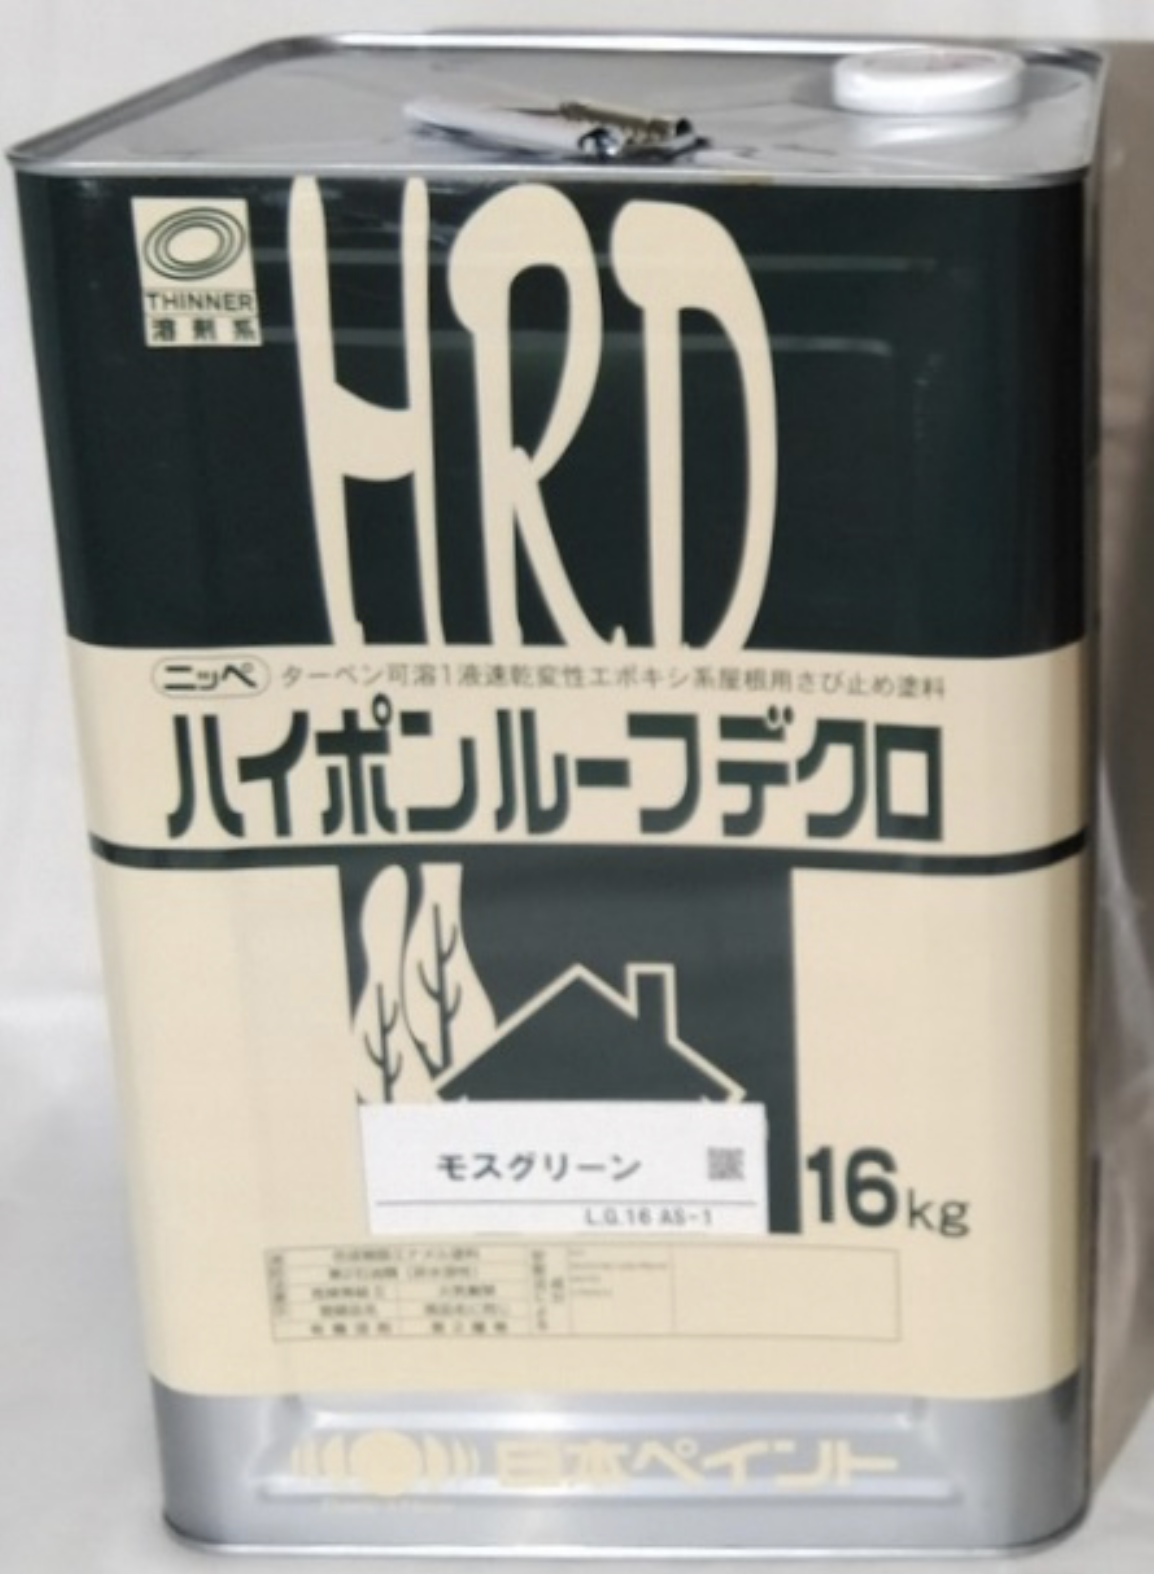 HRD
THINNER
溶剤系
ニッペ ターペン可溶1液速乾変性エポキシ系屋根用さび止め塗料
ハイポンルーフデクロ
モスグリーン
L.G.16 AS-1
16kg
日本ペイント